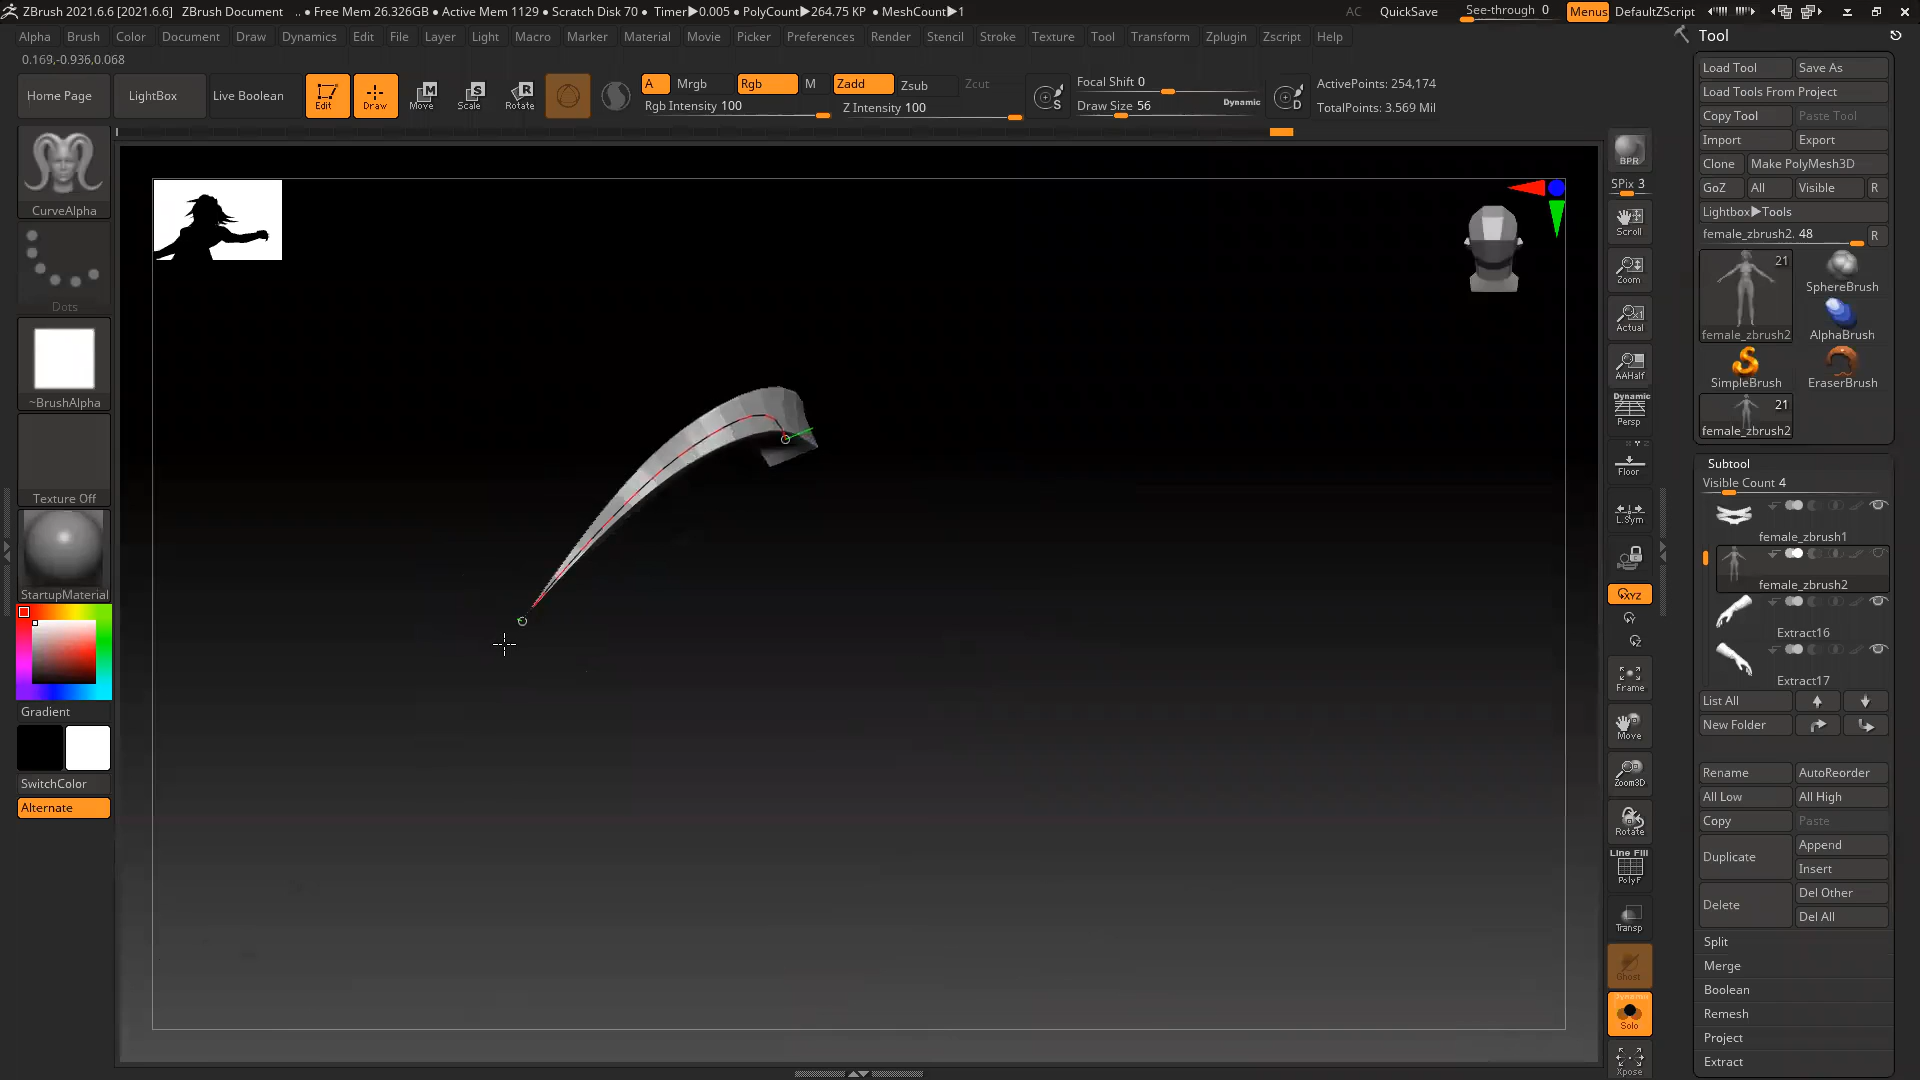 ZBrush 2021.6.6 [2021.6.6] ZBrush Document .. • Free Mem 26.326GB • Active Mem 1129 • Scratch Disk 70 • Timer▶0.005 • PolyCount▶264.75 KP • MeshCount▶1 AC QuickSave See-through 0 Menus DefaultZScript
Alpha Brush Color Document Draw Dynamics Edit File Layer Light Macro Marker Material Movie Picker Preferences Render Stencil Stroke Texture Tool Transform Zplugin Zscript Help
0.169,-0.936,0.068
Home Page LightBox Live Boolean Edit Draw Move Scale Rotate
A Mrgb Rgb M Zadd Zsub Zcut
Rgb Intensity 100 Z Intensity 100
Focal Shift 0
Draw Size 56 Dynamic
ActivePoints: 254,174
TotalPoints: 3.569 Mil
CurveAlpha
Dots
~BrushAlpha
Texture Off
StartupMaterial
Gradient
SwitchColor
Alternate
BPR
SPix 3
Scroll
Zoom
Actual
AAHalf
Dynamic
Persp
Floor
L.Sym
XYZ
Frame
Move
Zoom3D
Rotate
Line Fill
PolyF
Transp
Ghost
Dynamic
Solo
Xpose
Tool
Load Tool Save As
Load Tools From Project
Copy Tool Paste Tool
Import Export
Clone Make PolyMesh3D
GoZ All Visible R
Lightbox▶Tools
female_zbrush2. 48 R
21
female_zbrush2
SphereBrush
AlphaBrush
SimpleBrush
EraserBrush
21
female_zbrush2
Subtool
Visible Count 4
female_zbrush1
female_zbrush2
Extract16
Extract17
List All
New Folder
Rename AutoReorder
All Low All High
Copy Paste
Duplicate Append
Insert
Delete Del Other
Del All
Split
Merge
Boolean
Remesh
Project
Extract